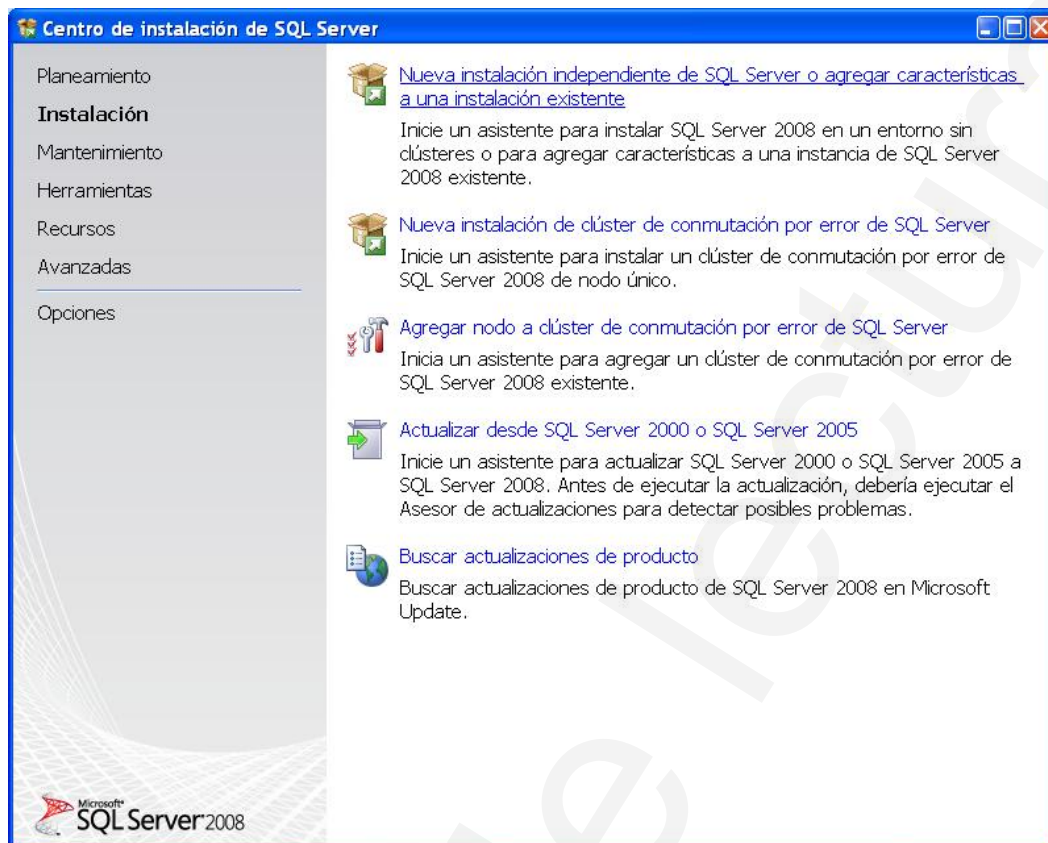 Centro de instalación de SQL Server
Planeamiento
Instalación
Mantenimiento
Herramientas
Recursos
Avanzadas
Opciones
Nueva instalación independiente de SQL Server o agregar características
a una instalación existente
Inicie un asistente para instalar SQL Server 2008 en un entorno sin
clústeres o para agregar características a una instancia de SQL Server
2008 existente.
Nueva instalación de clúster de conmutación por error de SQL Server
Inicie un asistente para instalar un clúster de conmutación por error de
SQL Server 2008 de nodo único.
Agregar nodo a clúster de conmutación por error de SQL Server
Inicia un asistente para agregar un clúster de conmutación por error de
SQL Server 2008 existente.
Actualizar desde SQL Server 2000 o SQL Server 2005
Inicie un asistente para actualizar SQL Server 2000 o SQL Server 2005 a
SQL Server 2008. Antes de ejecutar la actualización, debería ejecutar el
Asesor de actualizaciones para detectar posibles problemas.
Buscar actualizaciones de producto
Buscar actualizaciones de producto de SQL Server 2008 en Microsoft
Update.
Microsoft®
SQL Server 2008